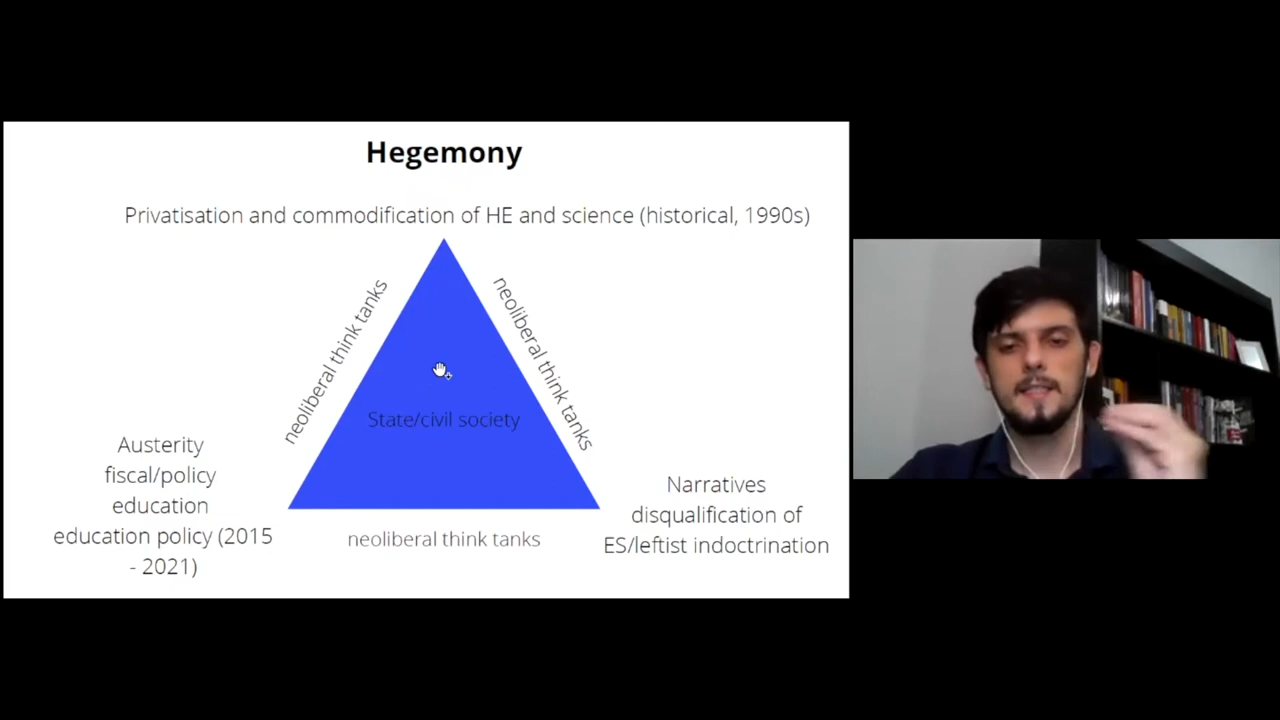 Hegemony
Privatisation and commodification of HE and science (historical, 1990s)
neoliberal think tanks
neoliberal think tanks
State/civil society
Austerity
fiscal/policy
education
education policy (2015
- 2021)
neoliberal think tanks
Narratives
disqualification of
ES/leftist indoctrination